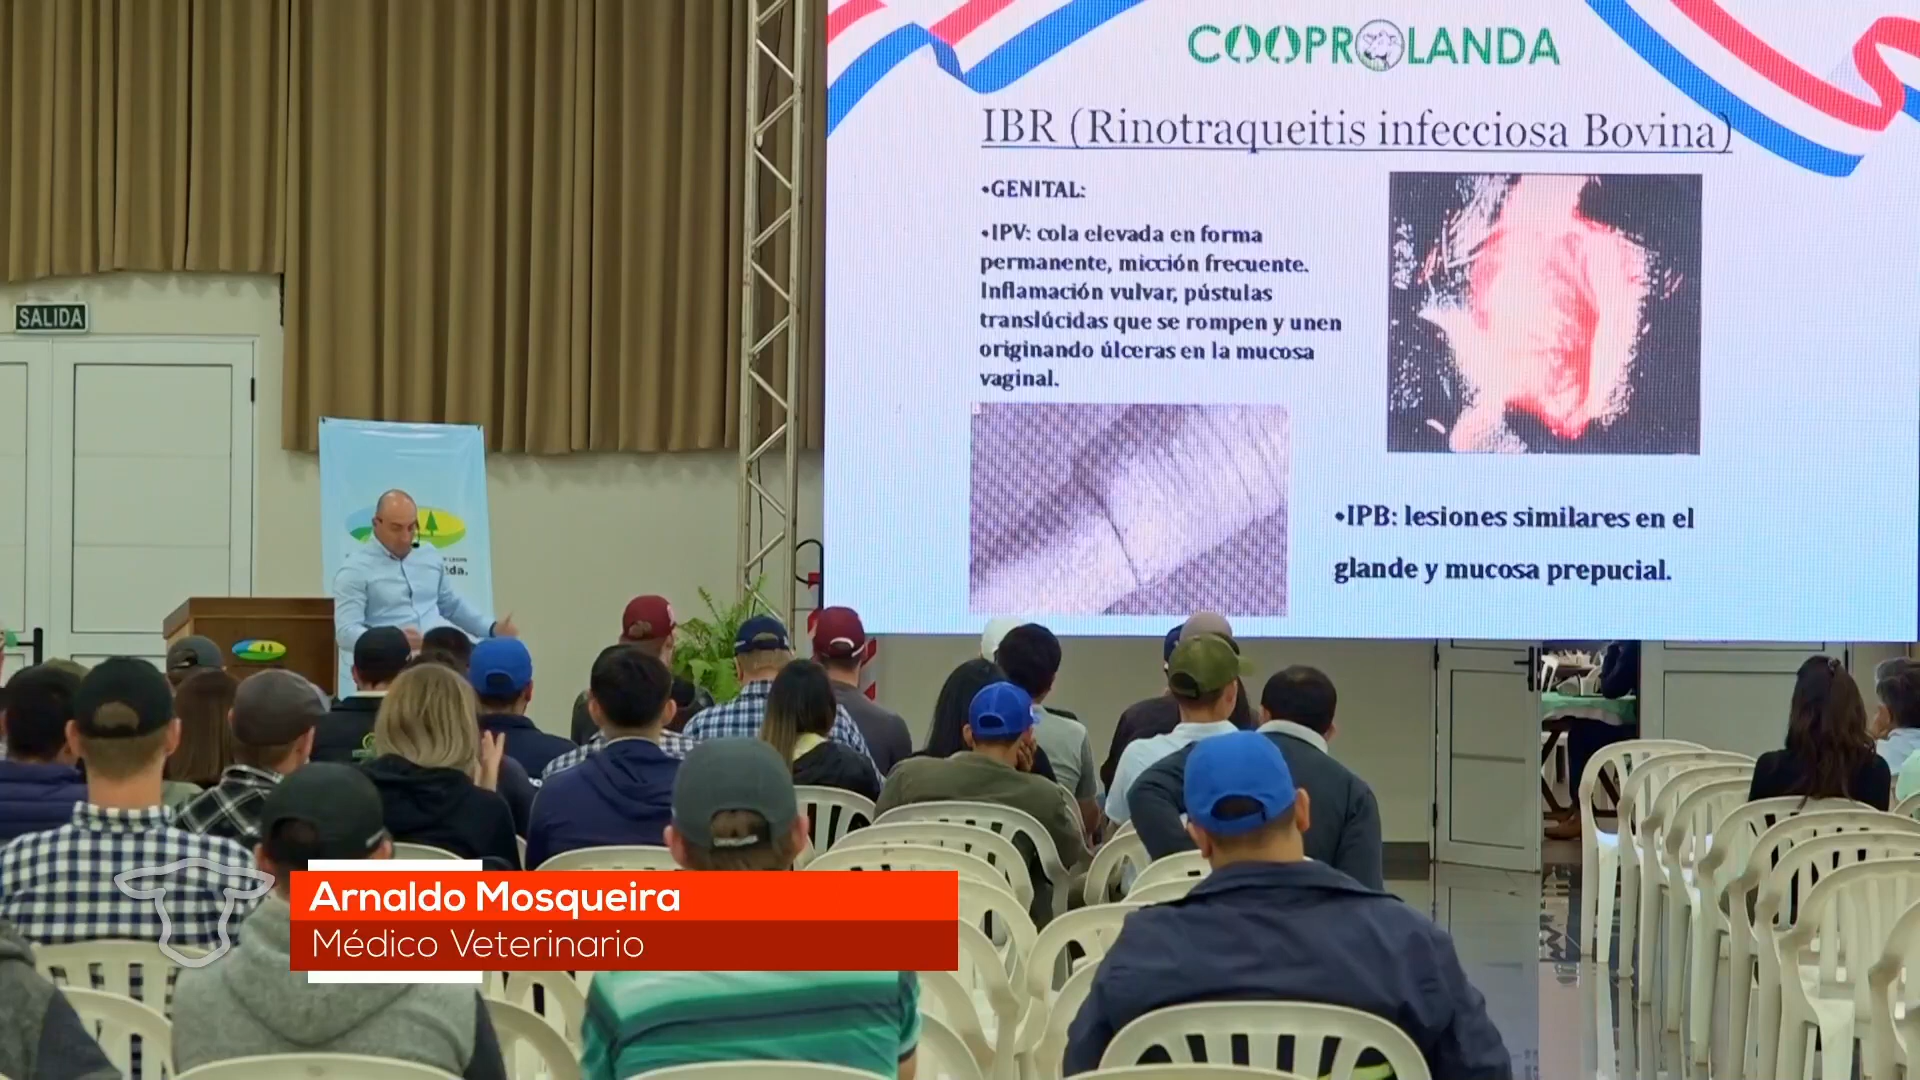 COOPROLANDA
IBR (Rinotraqueitis infecciosa Bovina)
•GENITAL:
•IPV: cola elevada en forma
permanente, micción frecuente.
Inflamación vulvar, pústulas
translúcidas que se rompen y unen
originando úlceras en la mucosa
vaginal.
•IPB: lesiones similares en el
glande y mucosa prepucial.
SALIDA
Arnaldo Mosqueira
Médico Veterinario